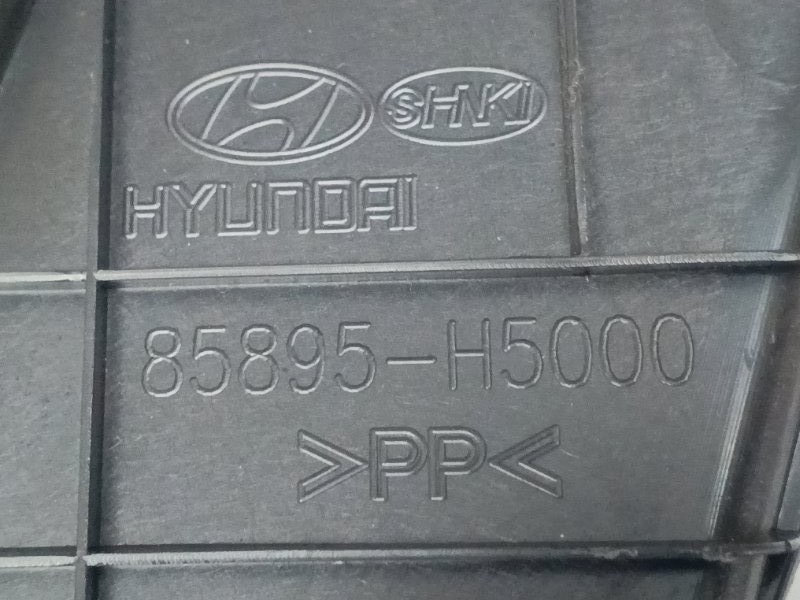 SHNKI
HYUNDAI
85895-H5000
>PP<